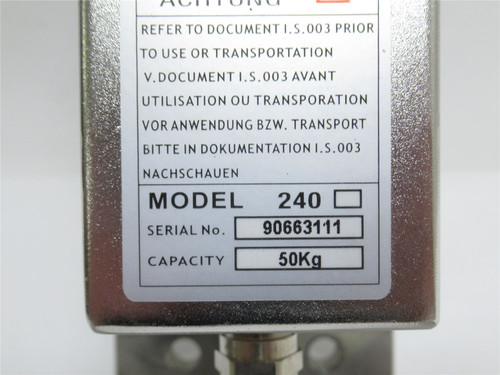 ACHTUNG
REFER TO DOCUMENT I.S.003 PRIOR
TO USE OR TRANSPORTATION
V.DOCUMENT I.S.003 AVANT
UTILISATION OU TRANSPORATION
VOR ANWENDUNG BZW. TRANSPORT
BITTE IN DOKUMENTATION I.S.003
NACHSCHAUEN
MODEL 240
SERIAL No. 90663111
CAPACITY 50Kg